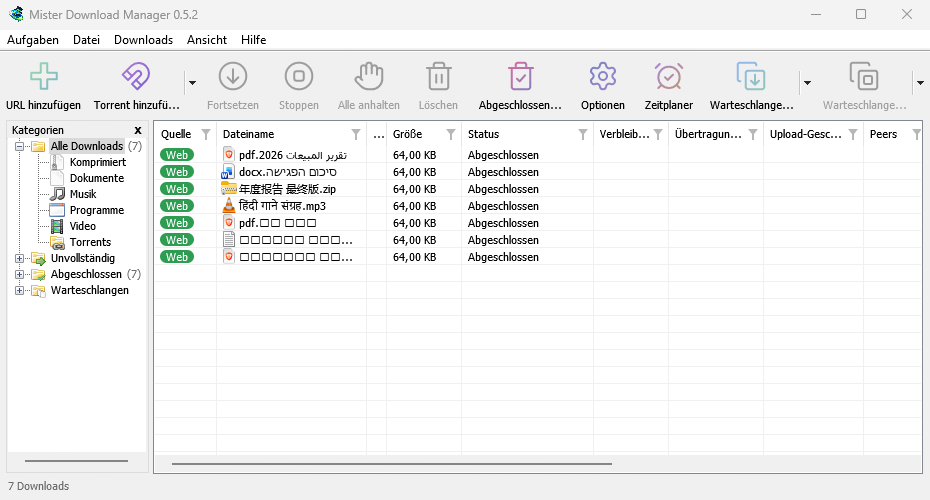 Mister Download Manager 0.5.2
Aufgaben Datei Downloads Ansicht Hilfe
URL hinzufügen Torrent hinzufü... Fortsetzen Stoppen Alle anhalten Löschen Abgeschlossen... Optionen Zeitplaner Warteschlange... Warteschlange...
Kategorien x
Alle Downloads (7)
Komprimiert
Dokumente
Musik
Programme
Video
Torrents
Unvollständig
Abgeschlossen (7)
Warteschlangen
Quelle Dateiname ... Größe Status Verbleib... Übertragun... Upload-Gesc... Peers
Web تقرير المبيعات 2026.pdf 64,00 KB Abgeschlossen
Web סיכום הפגישה.docx 64,00 KB Abgeschlossen
Web 年度报告 最终版.zip 64,00 KB Abgeschlossen
Web हिंदी गाने संग्रह.mp3 64,00 KB Abgeschlossen
Web pdf. 64,00 KB Abgeschlossen
Web ... 64,00 KB Abgeschlossen
Web ... 64,00 KB Abgeschlossen
7 Downloads